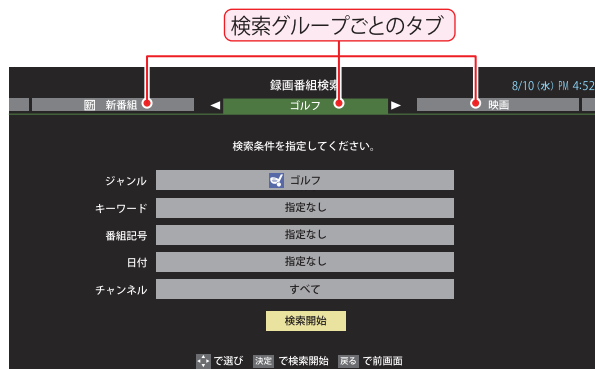 検索グループごとのタブ
録画番組検索
8/10 (水) PM 4:52
新 新番組 ◀ ゴルフ ▶ 映画
検索条件を指定してください。
ジャンル ゴルフ
キーワード 指定なし
番組記号 指定なし
日付 指定なし
チャンネル すべて
検索開始
で選び 決定 で検索開始 戻る で前画面